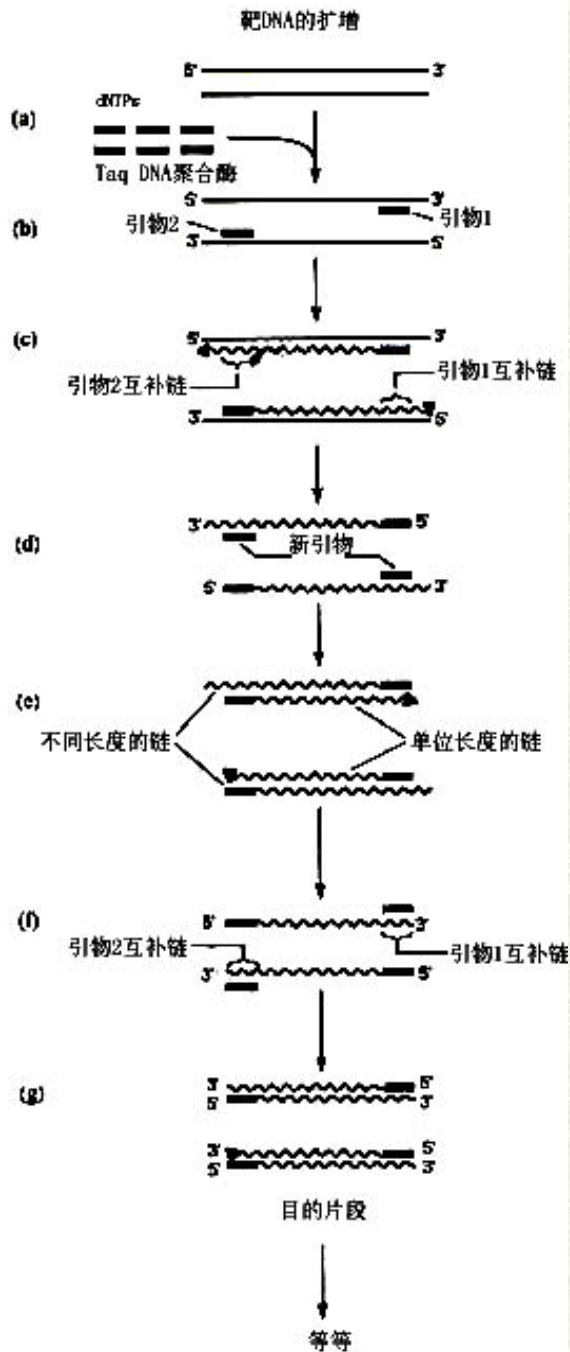 靶DNA的扩增
5' 3'
dNTPs
(a)
Taq DNA聚合酶
5' 3'
引物2 引物1
(b)
3' 5'
(c)
5' 3'
引物2互补链 引物1互补链
3' 5'
(d)
3' 5'
新引物
5' 3'
(e)
不同长度的链 单位长度的链
(f)
5' 3'
引物2互补链 引物1互补链
3' 5'
(g)
3' 5'
5' 3'
3' 5'
5' 3'
目的片段
等等